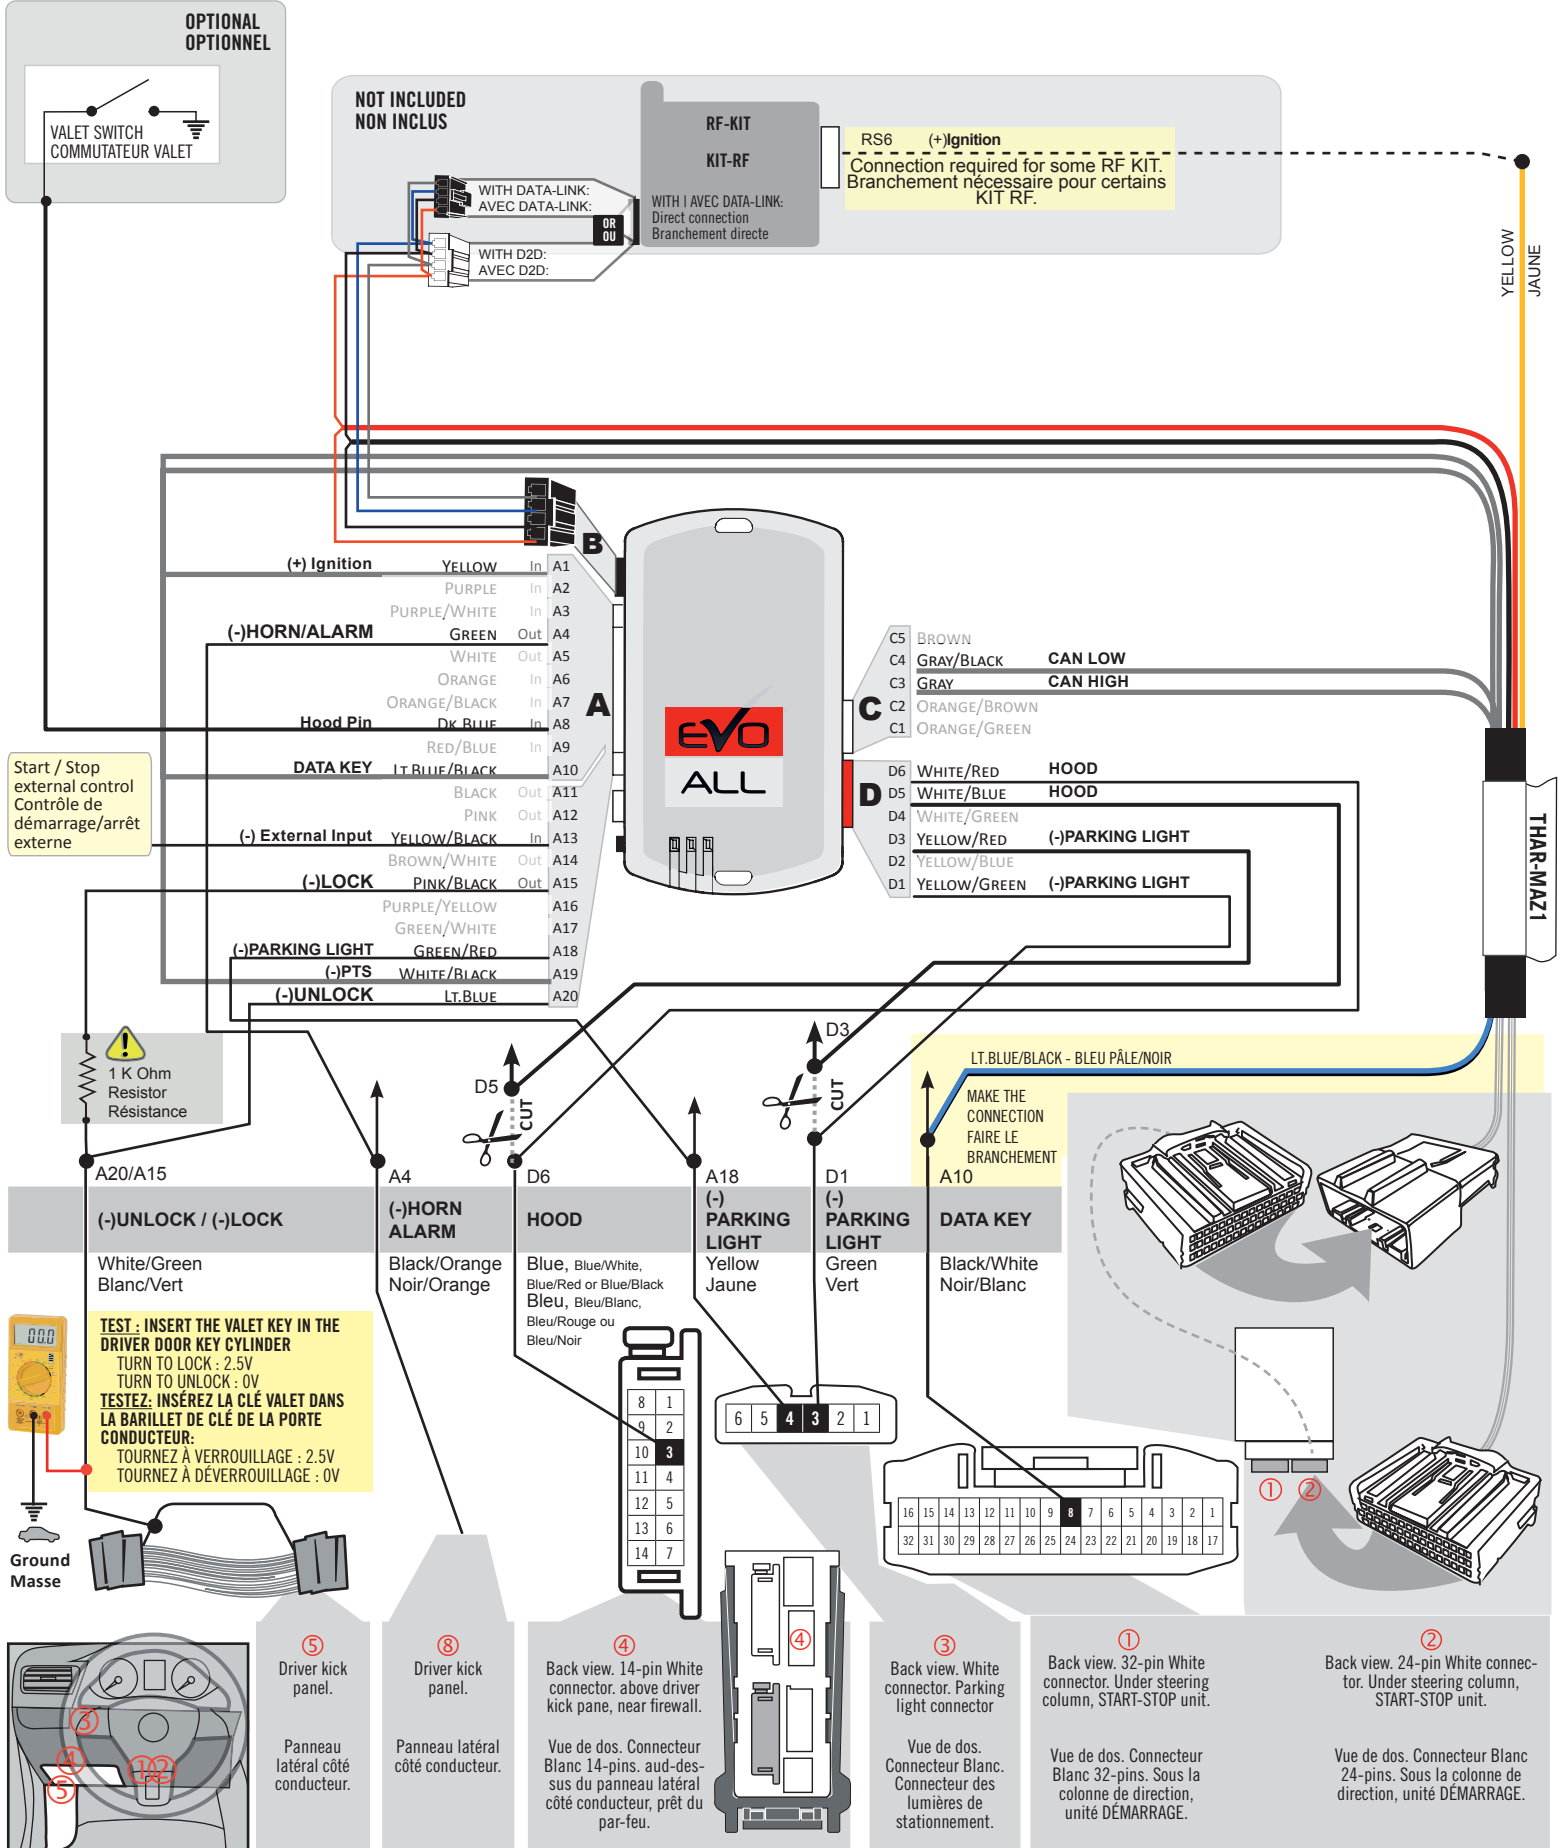 OPTIONAL
OPTIONNEL
VALET SWITCH
COMMUTATEUR VALET
NOT INCLUDED
NON INCLUS
RF-KIT
KIT-RF
WITH | AVEC DATA-LINK:
Direct connection
Branchement directe
WITH DATA-LINK:
AVEC DATA-LINK:
OR
OU
WITH D2D:
AVEC D2D:
RS6 (+)Ignition
Connection required for some RF KIT.
Branchement nécessaire pour certains
KIT RF.
YELLOW
JAUNE
B
(+) Ignition YELLOW In A1
PURPLE In A2
PURPLE/WHITE In A3
(-)HORN/ALARM GREEN Out A4
WHITE Out A5
ORANGE In A6
ORANGE/BLACK In A7
Hood Pin DK.BLUE In A8
RED/BLUE In A9
DATA KEY LT.BLUE/BLACK A10
BLACK Out A11
PINK Out A12
(-) External Input YELLOW/BLACK In A13
BROWN/WHITE Out A14
(-)LOCK PINK/BLACK Out A15
PURPLE/YELLOW A16
GREEN/WHITE A17
(-)PARKING LIGHT GREEN/RED A18
(-)PTS WHITE/BLACK A19
(-)UNLOCK LT.BLUE A20
A
Start / Stop
external control
Contrôle de
démarrage/arrêt
externe
EVO
ALL
C
C5 BROWN
C4 GRAY/BLACK CAN LOW
C3 GRAY CAN HIGH
C2 ORANGE/BROWN
C1 ORANGE/GREEN
D
D6 WHITE/RED HOOD
D5 WHITE/BLUE HOOD
D4 WHITE/GREEN
D3 YELLOW/RED (-)PARKING LIGHT
D2 YELLOW/BLUE
D1 YELLOW/GREEN (-)PARKING LIGHT
THAR-MAZ1
1 K Ohm
Resistor
Résistance
D5
CUT
D3
CUT
LT.BLUE/BLACK - BLEU PÂLE/NOIR
MAKE THE
CONNECTION
FAIRE LE
BRANCHEMENT
A20/A15
A4
D6
A18
D1
A10
(-)UNLOCK / (-)LOCK
(-)HORN
ALARM
HOOD
(-)
PARKING
LIGHT
(-)
PARKING
LIGHT
DATA KEY
White/Green
Blanc/Vert
Black/Orange
Noir/Orange
Blue, Blue/White,
Blue/Red or Blue/Black
Bleu, Bleu/Blanc,
Bleu/Rouge ou
Bleu/Noir
Yellow
Jaune
Green
Vert
Black/White
Noir/Blanc
00.0
TEST : INSERT THE VALET KEY IN THE
DRIVER DOOR KEY CYLINDER
TURN TO LOCK : 2.5V
TURN TO UNLOCK : 0V
TESTEZ: INSÉREZ LA CLÉ VALET DANS
LA BARILLET DE CLÉ DE LA PORTE
CONDUCTEUR:
TOURNEZ À VERROUILLAGE : 2.5V
TOURNEZ À DÉVERROUILLAGE : 0V
Ground
Masse
8 1
9 2
10 3
11 4
12 5
13 6
14 7
6 5 4 3 2 1
16 15 14 13 12 11 10 9 8 7 6 5 4 3 2 1
32 31 30 29 28 27 26 25 24 23 22 21 20 19 18 17
① ②
④
③
④
⑤
①②
⑤
Driver kick
panel.
Panneau
latéral côté
conducteur.
⑧
Driver kick
panel.
Panneau latéral
côté conducteur.
④
Back view. 14-pin White
connector. above driver
kick pane, near firewall.
Vue de dos. Connecteur
Blanc 14-pins. aud-des-
sus du panneau latéral
côté conducteur, prêt du
par-feu.
③
Back view. White
connector. Parking
light connector
Vue de dos.
Connecteur Blanc.
Connecteur des
lumières de
stationnement.
①
Back view. 32-pin White
connector. Under steering
column, START-STOP unit.
Vue de dos. Connecteur
Blanc 32-pins. Sous la
colonne de direction,
unité DÉMARRAGE.
②
Back view. 24-pin White connec-
tor. Under steering column,
START-STOP unit.
Vue de dos. Connecteur Blanc
24-pins. Sous la colonne de
direction, unité DÉMARRAGE.